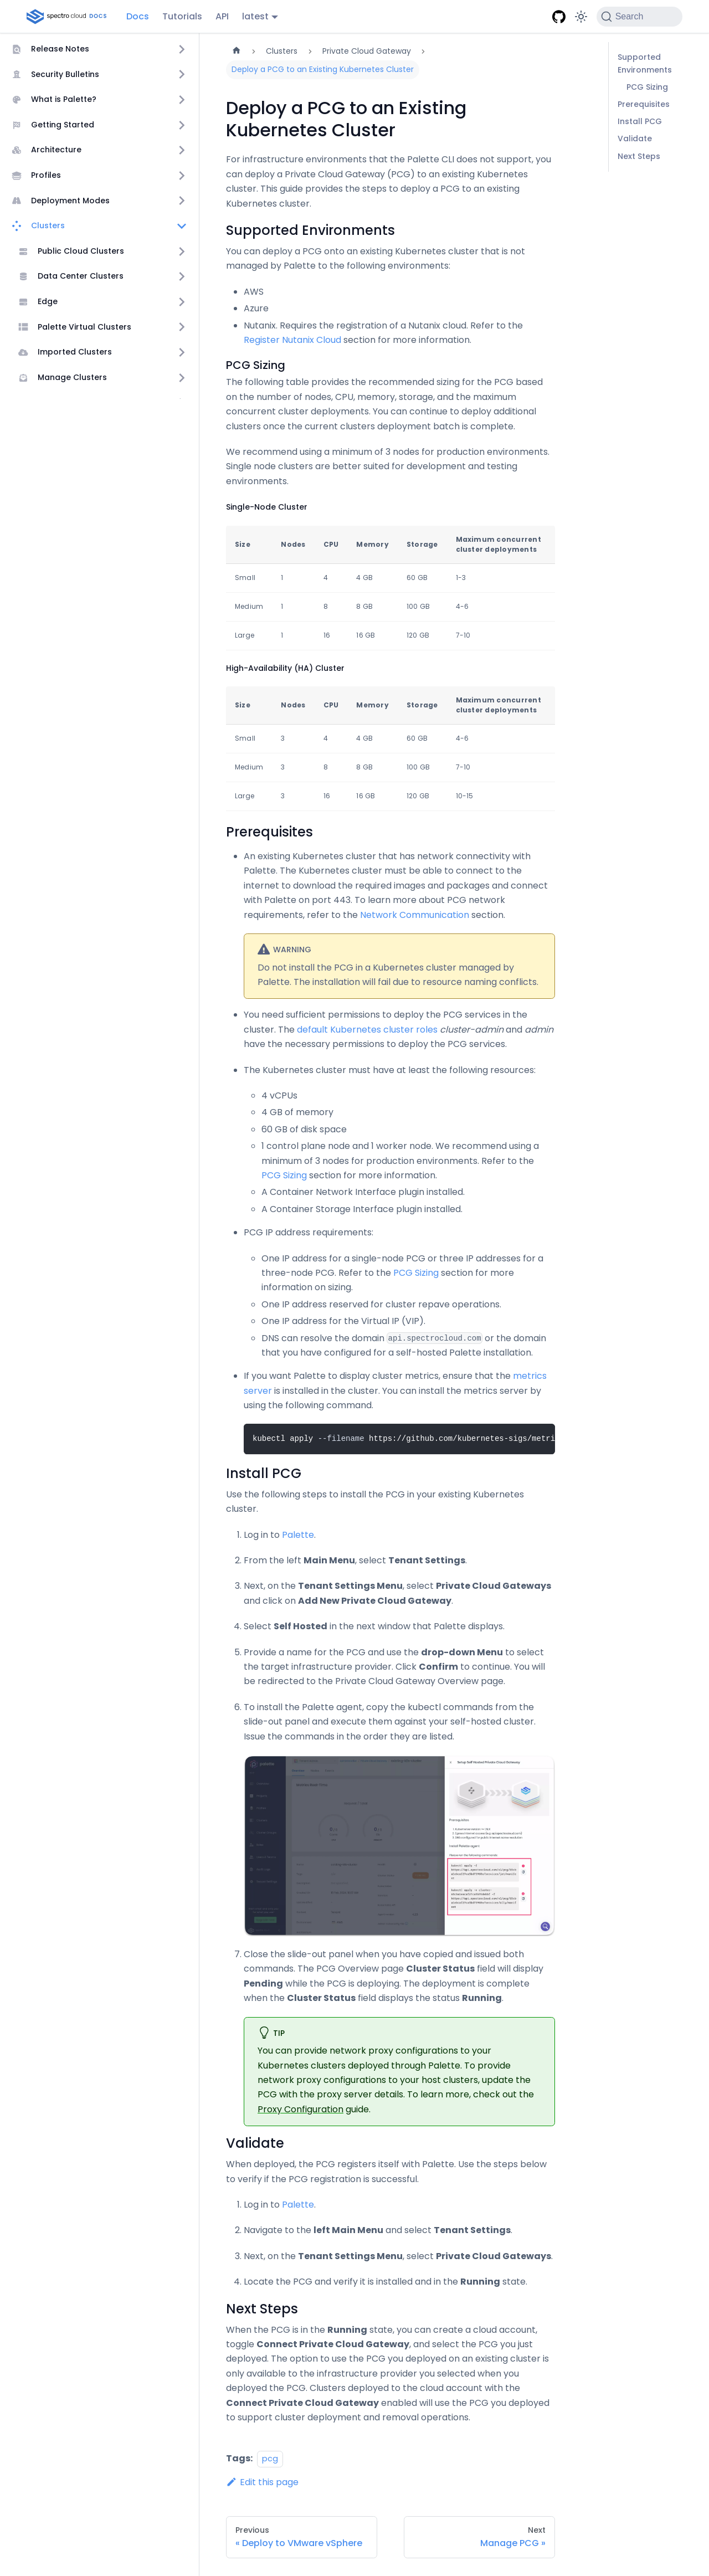 spectro cloud DOCS
Docs
Tutorials
API
latest
Search
Release Notes
Security Bulletins
What is Palette?
Getting Started
Architecture
Profiles
Deployment Modes
Clusters
Public Cloud Clusters
Data Center Clusters
Edge
Palette Virtual Clusters
Imported Clusters
Manage Clusters
Clusters
Private Cloud Gateway
Deploy a PCG to an Existing Kubernetes Cluster
Deploy a PCG to an Existing
Kubernetes Cluster
For infrastructure environments that the Palette CLI does not support, you
can deploy a Private Cloud Gateway (PCG) to an existing Kubernetes
cluster. This guide provides the steps to deploy a PCG to an existing
Kubernetes cluster.
Supported Environments
You can deploy a PCG onto an existing Kubernetes cluster that is not
managed by Palette to the following environments:
• AWS
• Azure
• Nutanix. Requires the registration of a Nutanix cloud. Refer to the
Register Nutanix Cloud section for more information.
PCG Sizing
The following table provides the recommended sizing for the PCG based
on the number of nodes, CPU, memory, storage, and the maximum
concurrent cluster deployments. You can continue to deploy additional
clusters once the current clusters deployment batch is complete.
We recommend using a minimum of 3 nodes for production environments.
Single node clusters are better suited for development and testing
environments.
Single-Node Cluster
Size Nodes CPU Memory Storage Maximum concurrent
cluster deployments
Small 1 4 4 GB 60 GB 1-3
Medium 1 8 8 GB 100 GB 4-6
Large 1 16 16 GB 120 GB 7-10
High-Availability (HA) Cluster
Size Nodes CPU Memory Storage Maximum concurrent
cluster deployments
Small 3 4 4 GB 60 GB 4-6
Medium 3 8 8 GB 100 GB 7-10
Large 3 16 16 GB 120 GB 10-15
Prerequisites
• An existing Kubernetes cluster that has network connectivity with
Palette. The Kubernetes cluster must be able to connect to the
internet to download the required images and packages and connect
with Palette on port 443. To learn more about PCG network
requirements, refer to the Network Communication section.
WARNING
Do not install the PCG in a Kubernetes cluster managed by
Palette. The installation will fail due to resource naming conflicts.
• You need sufficient permissions to deploy the PCG services in the
cluster. The default Kubernetes cluster roles cluster-admin and admin
have the necessary permissions to deploy the PCG services.
• The Kubernetes cluster must have at least the following resources:
4 vCPUs
4 GB of memory
60 GB of disk space
1 control plane node and 1 worker node. We recommend using a
minimum of 3 nodes for production environments. Refer to the
PCG Sizing section for more information.
A Container Network Interface plugin installed.
A Container Storage Interface plugin installed.
• PCG IP address requirements:
One IP address for a single-node PCG or three IP addresses for a
three-node PCG. Refer to the PCG Sizing section for more
information on sizing.
One IP address reserved for cluster repave operations.
One IP address for the Virtual IP (VIP).
DNS can resolve the domain api.spectrocloud.com or the domain
that you have configured for a self-hosted Palette installation.
• If you want Palette to display cluster metrics, ensure that the metrics
server is installed in the cluster. You can install the metrics server by
using the following command.
kubectl apply --filename https://github.com/kubernetes-sigs/metri
Install PCG
Use the following steps to install the PCG in your existing Kubernetes
cluster.
1. Log in to Palette.
2. From the left Main Menu, select Tenant Settings.
3. Next, on the Tenant Settings Menu, select Private Cloud Gateways
and click on Add New Private Cloud Gateway.
4. Select Self Hosted in the next window that Palette displays.
5. Provide a name for the PCG and use the drop-down Menu to select
the target infrastructure provider. Click Confirm to continue. You will
be redirected to the Private Cloud Gateway Overview page.
6. To install the Palette agent, copy the kubectl commands from the
slide-out panel and execute them against your self-hosted cluster.
Issue the commands in the order they are listed.
7. Close the slide-out panel when you have copied and issued both
commands. The PCG Overview page Cluster Status field will display
Pending while the PCG is deploying. The deployment is complete
when the Cluster Status field displays the status Running.
TIP
You can provide network proxy configurations to your
Kubernetes clusters deployed through Palette. To provide
network proxy configurations to your host clusters, update the
PCG with the proxy server details. To learn more, check out the
Proxy Configuration guide.
Validate
When deployed, the PCG registers itself with Palette. Use the steps below
to verify if the PCG registration is successful.
1. Log in to Palette.
2. Navigate to the left Main Menu and select Tenant Settings.
3. Next, on the Tenant Settings Menu, select Private Cloud Gateways.
4. Locate the PCG and verify it is installed and in the Running state.
Next Steps
When the PCG is in the Running state, you can create a cloud account,
toggle Connect Private Cloud Gateway, and select the PCG you just
deployed. The option to use the PCG you deployed on an existing cluster is
only available to the infrastructure provider you selected when you
deployed the PCG. Clusters deployed to the cloud account with the
Connect Private Cloud Gateway enabled will use the PCG you deployed
to support cluster deployment and removal operations.
Tags: pcg
Edit this page
Previous
« Deploy to VMware vSphere
Next
Manage PCG »
Supported
Environments
PCG Sizing
Prerequisites
Install PCG
Validate
Next Steps